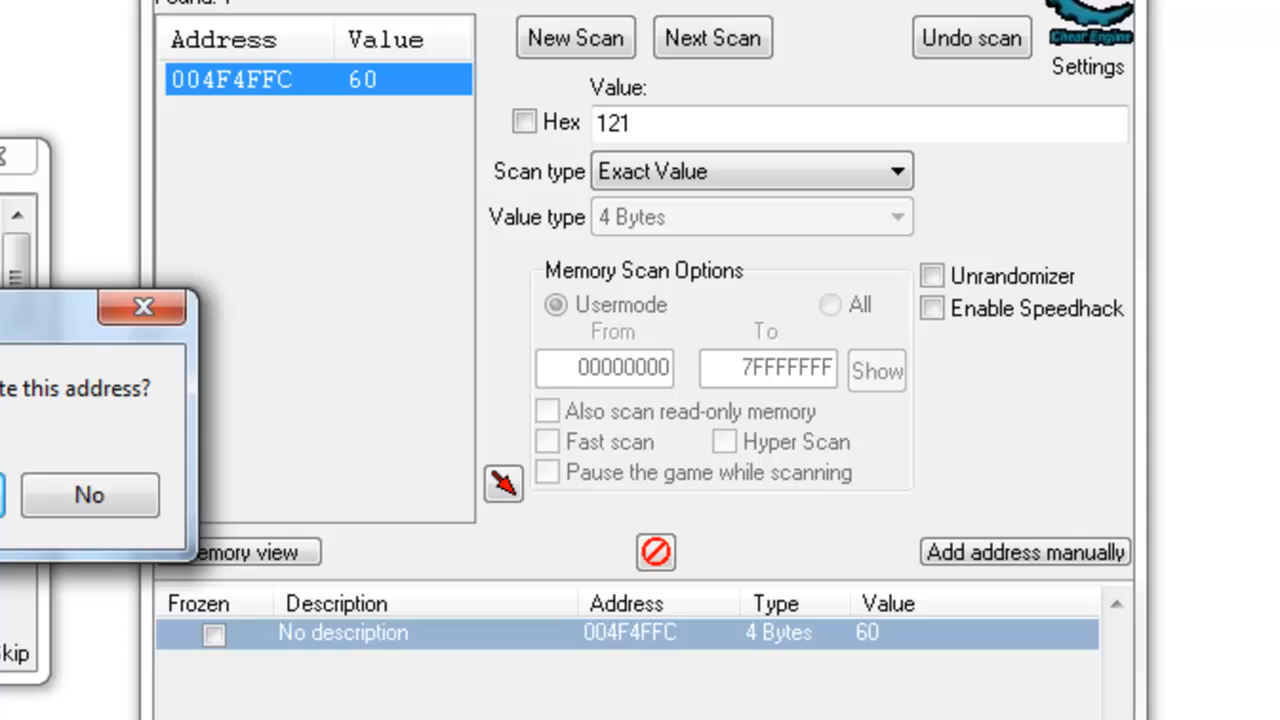 Address Value
004F4FFC 60
New Scan Next Scan Undo scan
Cheat Engine
Settings
Value:
Hex 121
Scan type Exact Value
Value type 4 Bytes
Memory Scan Options
Usermode All
From To
00000000 7FFFFFFF Show
Also scan read-only memory
Fast scan Hyper Scan
Pause the game while scanning
Unrandomizer
Enable Speedhack
te this address?
No
emory view
Add address manually
Frozen Description Address Type Value
No description 004F4FFC 4 Bytes 60
kip